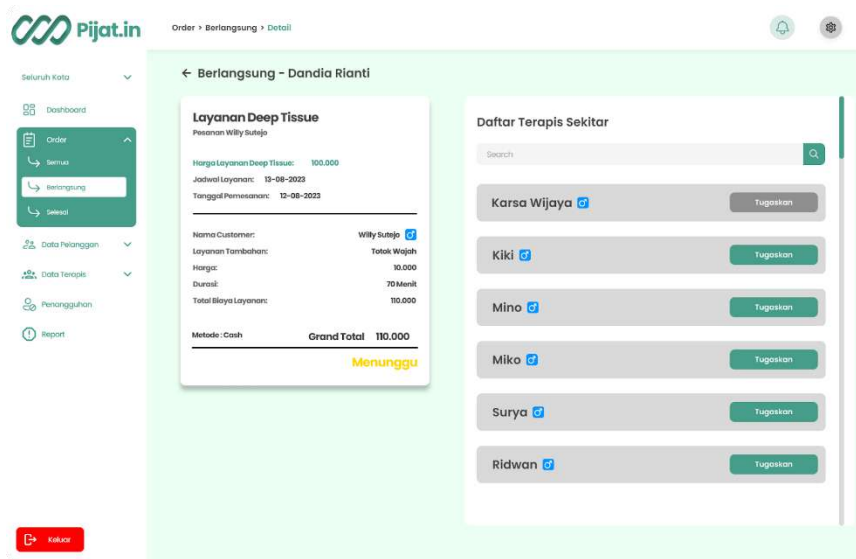 Pijat.in
Order > Berlangsung > Detail
Seluruh Kota
Dashboard
Order
Semua
Berlangsung
Selesai
Data Pelanggan
Data Terapis
Penangguhan
Report
Keluar
← Berlangsung - Dandia Rianti
Layanan Deep Tissue
Pesanan Willy Sutejo
Harga Layanan Deep Tissue: 100.000
Jadwal Layanan: 13-08-2023
Tanggal Pemesanan: 12-08-2023
Nama Customer: Willy Sutejo
Layanan Tambahan: Totok Wajah
Harga: 10.000
Durasi: 70 Menit
Total Biaya Layanan: 110.000
Metode : Cash Grand Total 110.000
Menunggu
Daftar Terapis Sekitar
Search
Karsa Wijaya Tugaskan
Kiki Tugaskan
Mino Tugaskan
Miko Tugaskan
Surya Tugaskan
Ridwan Tugaskan